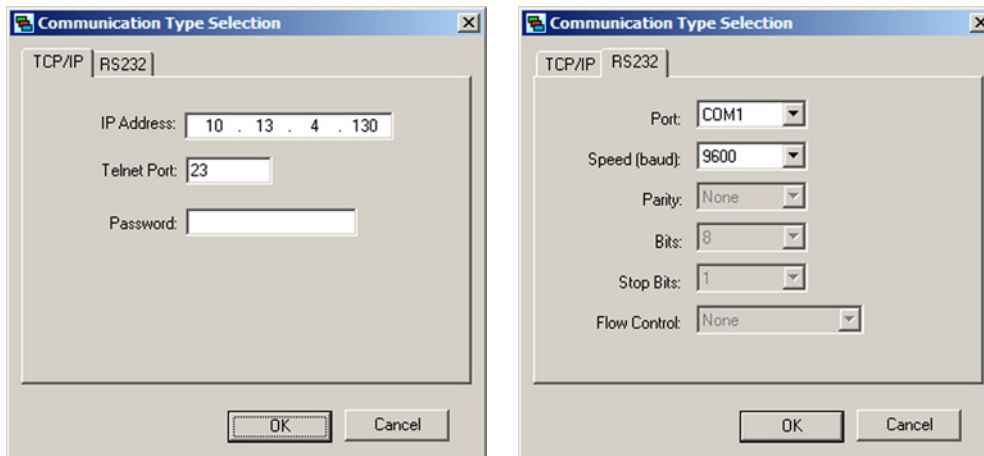 Communication Type Selection
TCP/IP RS232
IP Address: 10 . 13 . 4 . 130
Telnet Port: 23
Password:
OK Cancel
Communication Type Selection
TCP/IP RS232
Port: COM1
Speed (baud): 9600
Parity: None
Bits: 8
Stop Bits: 1
Flow Control: None
OK Cancel